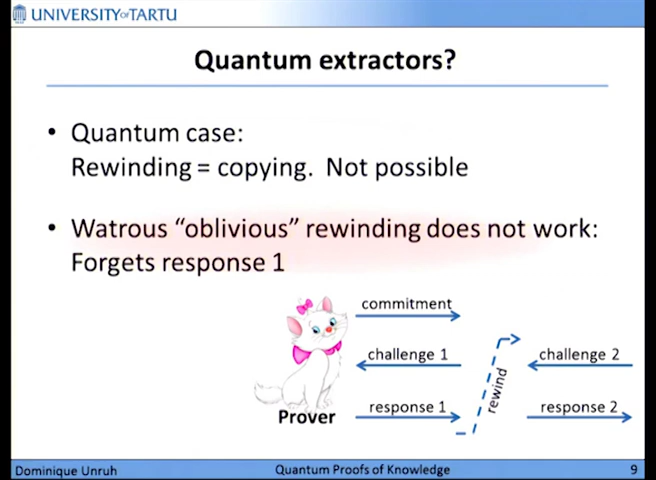 UNIVERSITY OF TARTU
Quantum extractors?
• Quantum case:
Rewinding = copying. Not possible
• Watrous “oblivious” rewinding does not work:
Forgets response 1
commitment
challenge 1
challenge 2
rewind
response 1
response 2
Prover
Dominique Unruh
Quantum Proofs of Knowledge
9